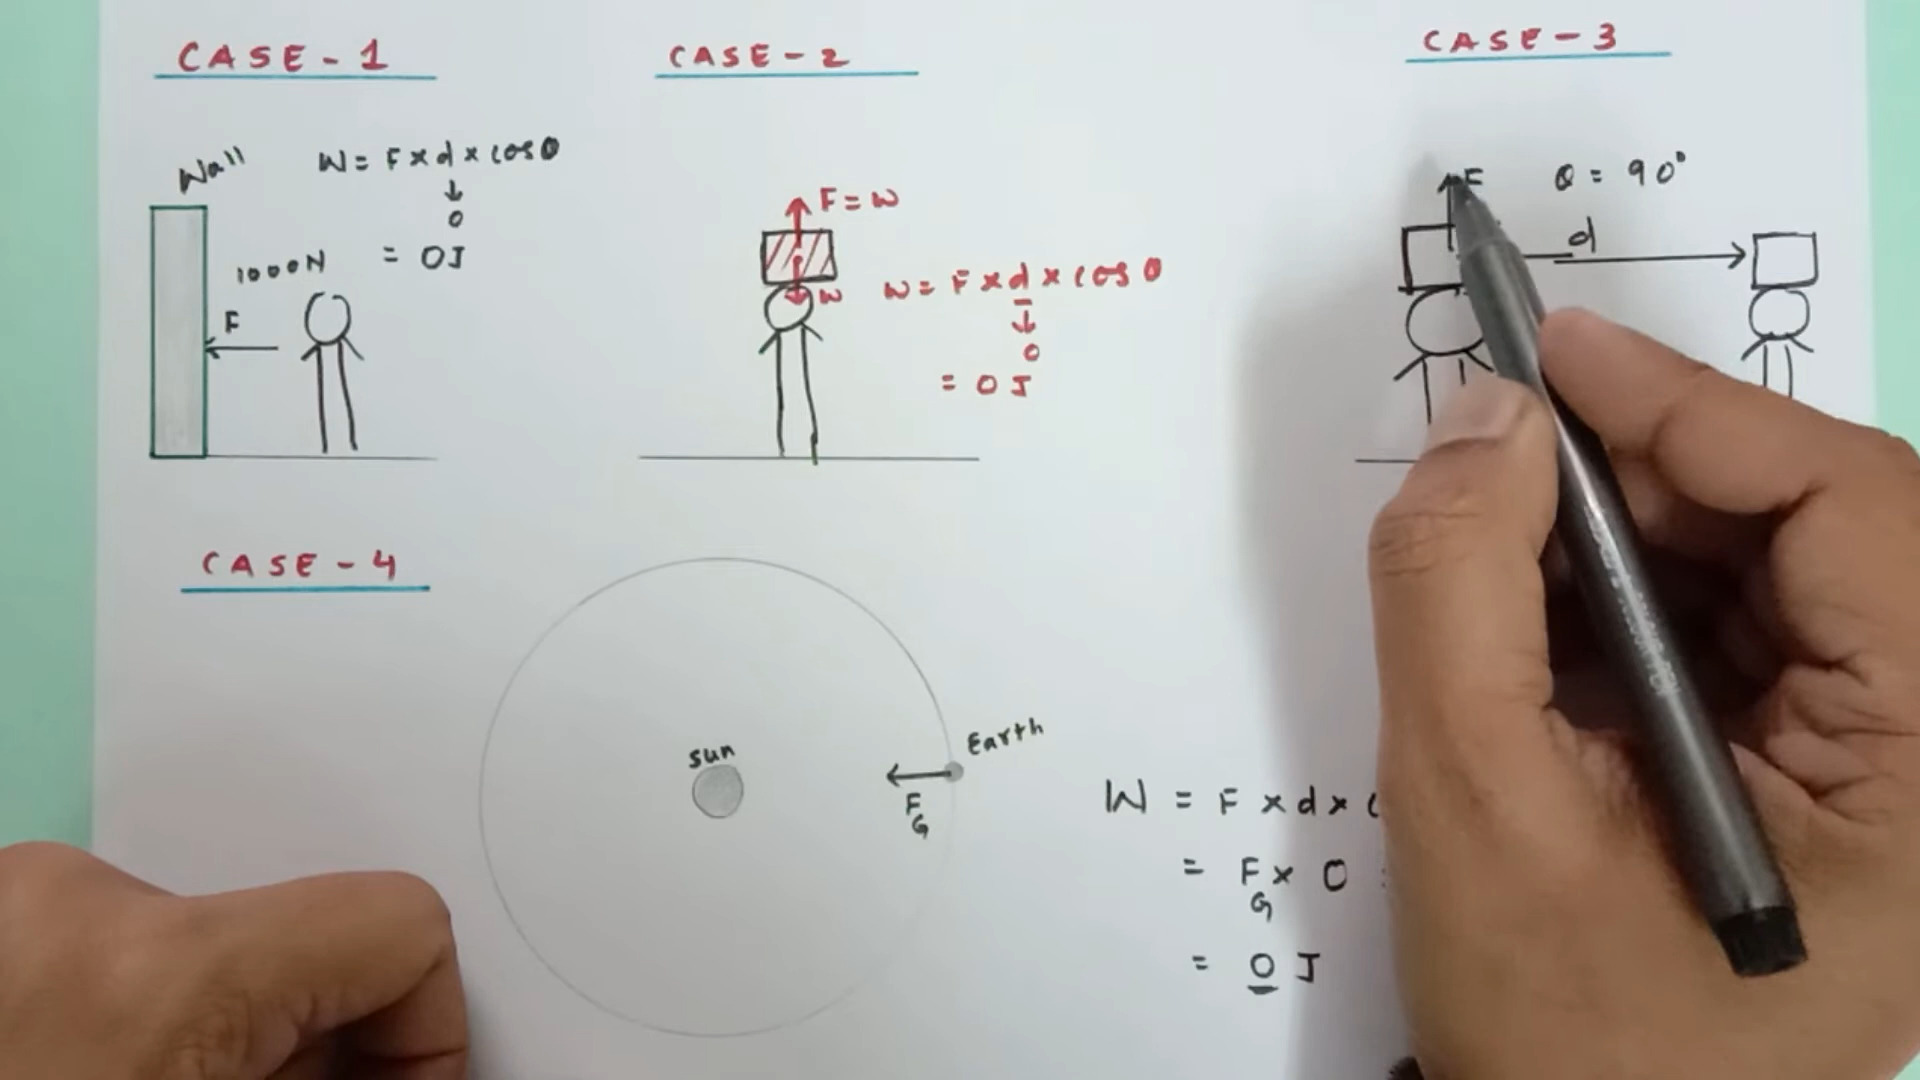 CASE - 1
Wall
W = F × d × cos θ
↓
0
= 0J
1000N
F
CASE - 2
F = W
W
W = F × d × cos θ
↓
0
= 0 J
CASE - 3
F
θ = 90°
d
CASE - 4
Sun
Earth
F
G
W = F × d ×
= F × 0
G
= 0 J